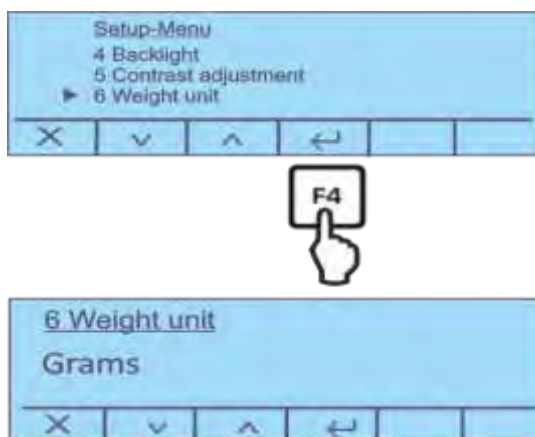 Setup-Menu
4 Backlight
5 Contrast adjustment
► 6 Weight unit
F4
6 Weight unit
Grams